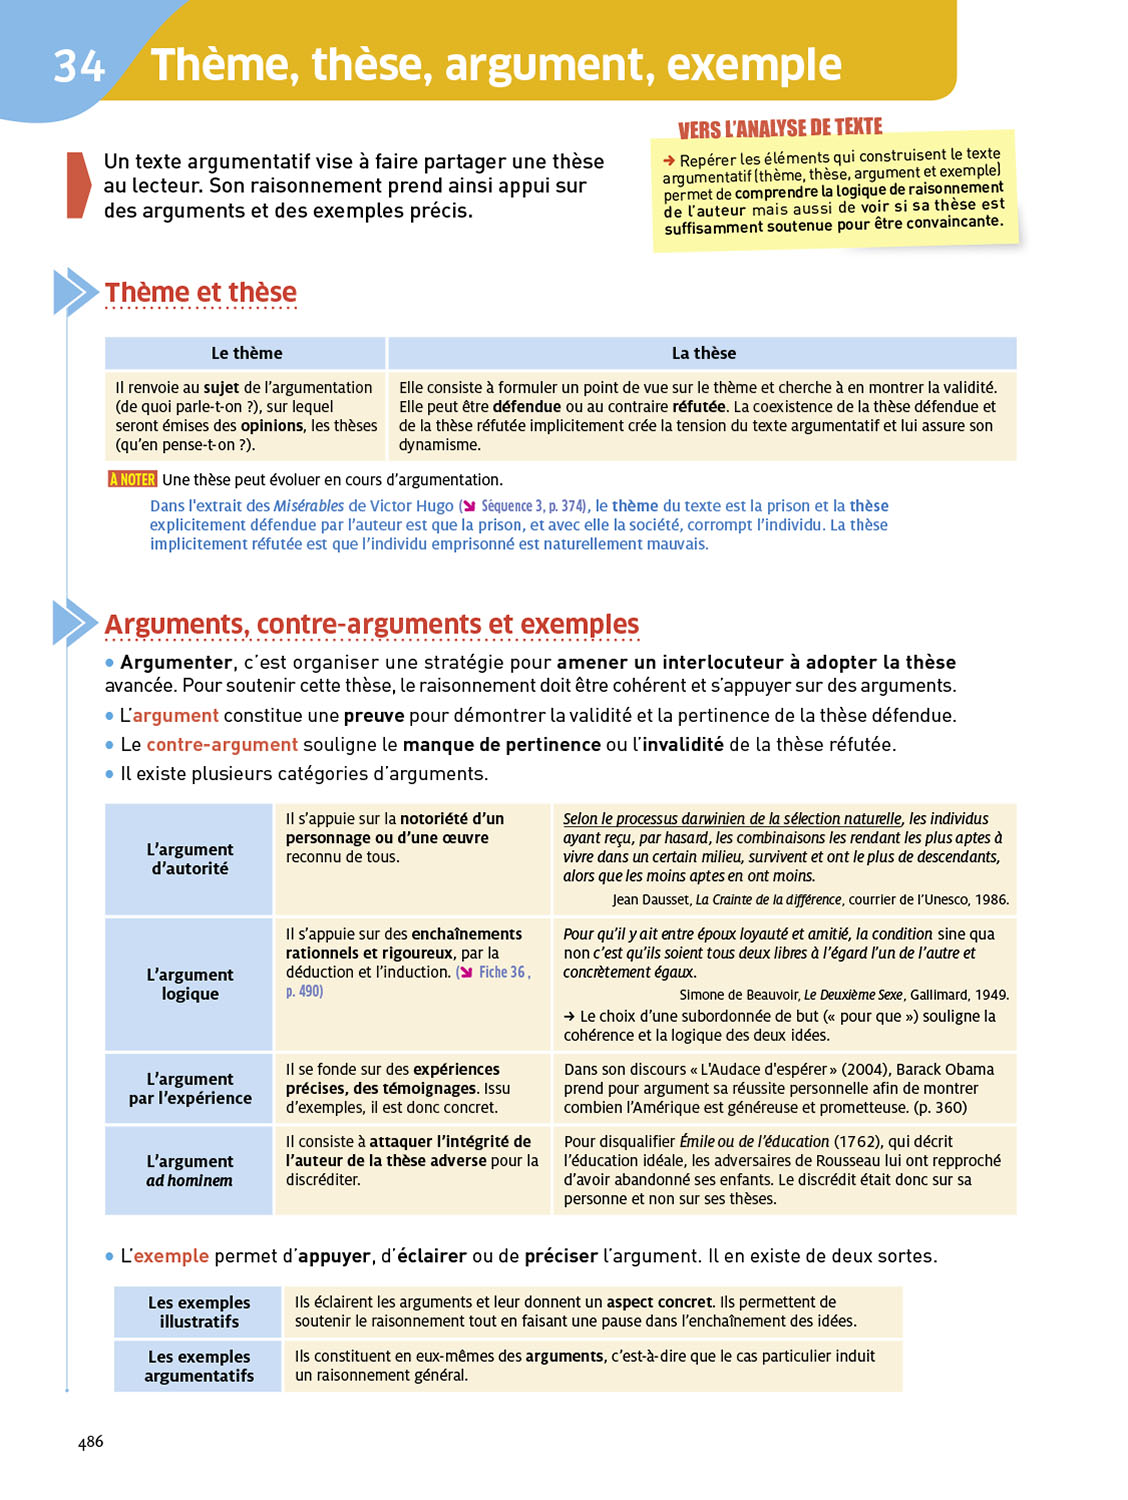 34
Thème, thèse, argument, exemple
Un texte argumentatif vise à faire partager une thèse
au lecteur. Son raisonnement prend ainsi appui sur
des arguments et des exemples précis.
VERS L'ANALYSE DE TEXTE
→ Repérer les éléments qui construisent le texte
argumentatif (thème, thèse, argument et exemple)
permet de comprendre la logique de raisonnement
de l'auteur mais aussi de voir si sa thèse est
suffisamment soutenue pour être convaincante.
Thème et thèse
Le thème
La thèse
Il renvoie au sujet de l'argumentation
(de quoi parle-t-on ?), sur lequel
seront émises des opinions, les thèses
(qu'en pense-t-on ?).
Elle consiste à formuler un point de vue sur le thème et cherche à en montrer la validité.
Elle peut être défendue ou au contraire réfutée. La coexistence de la thèse défendue et
de la thèse réfutée implicitement crée la tension du texte argumentatif et lui assure son
dynamisme.
À NOTER Une thèse peut évoluer en cours d'argumentation.
Dans l'extrait des Misérables de Victor Hugo (➘ Séquence 3, p. 374), le thème du texte est la prison et la thèse
explicitement défendue par l'auteur est que la prison, et avec elle la société, corrompt l'individu. La thèse
implicitement réfutée est que l'individu emprisonné est naturellement mauvais.
Arguments, contre-arguments et exemples
• Argumenter, c'est organiser une stratégie pour amener un interlocuteur à adopter la thèse
avancée. Pour soutenir cette thèse, le raisonnement doit être cohérent et s'appuyer sur des arguments.
• L'argument constitue une preuve pour démontrer la validité et la pertinence de la thèse défendue.
• Le contre-argument souligne le manque de pertinence ou l'invalidité de la thèse réfutée.
• Il existe plusieurs catégories d'arguments.
L'argument
d'autorité
Il s'appuie sur la notoriété d'un
personnage ou d'une œuvre
reconnu de tous.
Selon le processus darwinien de la sélection naturelle, les individus
ayant reçu, par hasard, les combinaisons les rendant les plus aptes à
vivre dans un certain milieu, survivent et ont le plus de descendants,
alors que les moins aptes en ont moins.
Jean Dausset, La Crainte de la différence, courrier de l'Unesco, 1986.
L'argument
logique
Il s'appuie sur des enchaînements
rationnels et rigoureux, par la
déduction et l'induction. (➘ Fiche 36 ,
p. 490)
Pour qu'il y ait entre époux loyauté et amitié, la condition sine qua
non c'est qu'ils soient tous deux libres à l'égard l'un de l'autre et
concrètement égaux.
Simone de Beauvoir, Le Deuxième Sexe, Gallimard, 1949.
→ Le choix d'une subordonnée de but (« pour que ») souligne la
cohérence et la logique des deux idées.
L'argument
par l'expérience
Il se fonde sur des expériences
précises, des témoignages. Issu
d'exemples, il est donc concret.
Dans son discours « L'Audace d'espérer » (2004), Barack Obama
prend pour argument sa réussite personnelle afin de montrer
combien l'Amérique est généreuse et prometteuse. (p. 360)
L'argument
ad hominem
Il consiste à attaquer l'intégrité de
l'auteur de la thèse adverse pour la
discréditer.
Pour disqualifier Émile ou de l'éducation (1762), qui décrit
l'éducation idéale, les adversaires de Rousseau lui ont repproché
d'avoir abandonné ses enfants. Le discrédit était donc sur sa
personne et non sur ses thèses.
• L'exemple permet d'appuyer, d'éclairer ou de préciser l'argument. Il en existe de deux sortes.
Les exemples
illustratifs
Ils éclairent les arguments et leur donnent un aspect concret. Ils permettent de
soutenir le raisonnement tout en faisant une pause dans l'enchaînement des idées.
Les exemples
argumentatifs
Ils constituent en eux-mêmes des arguments, c'est-à-dire que le cas particulier induit
un raisonnement général.
486